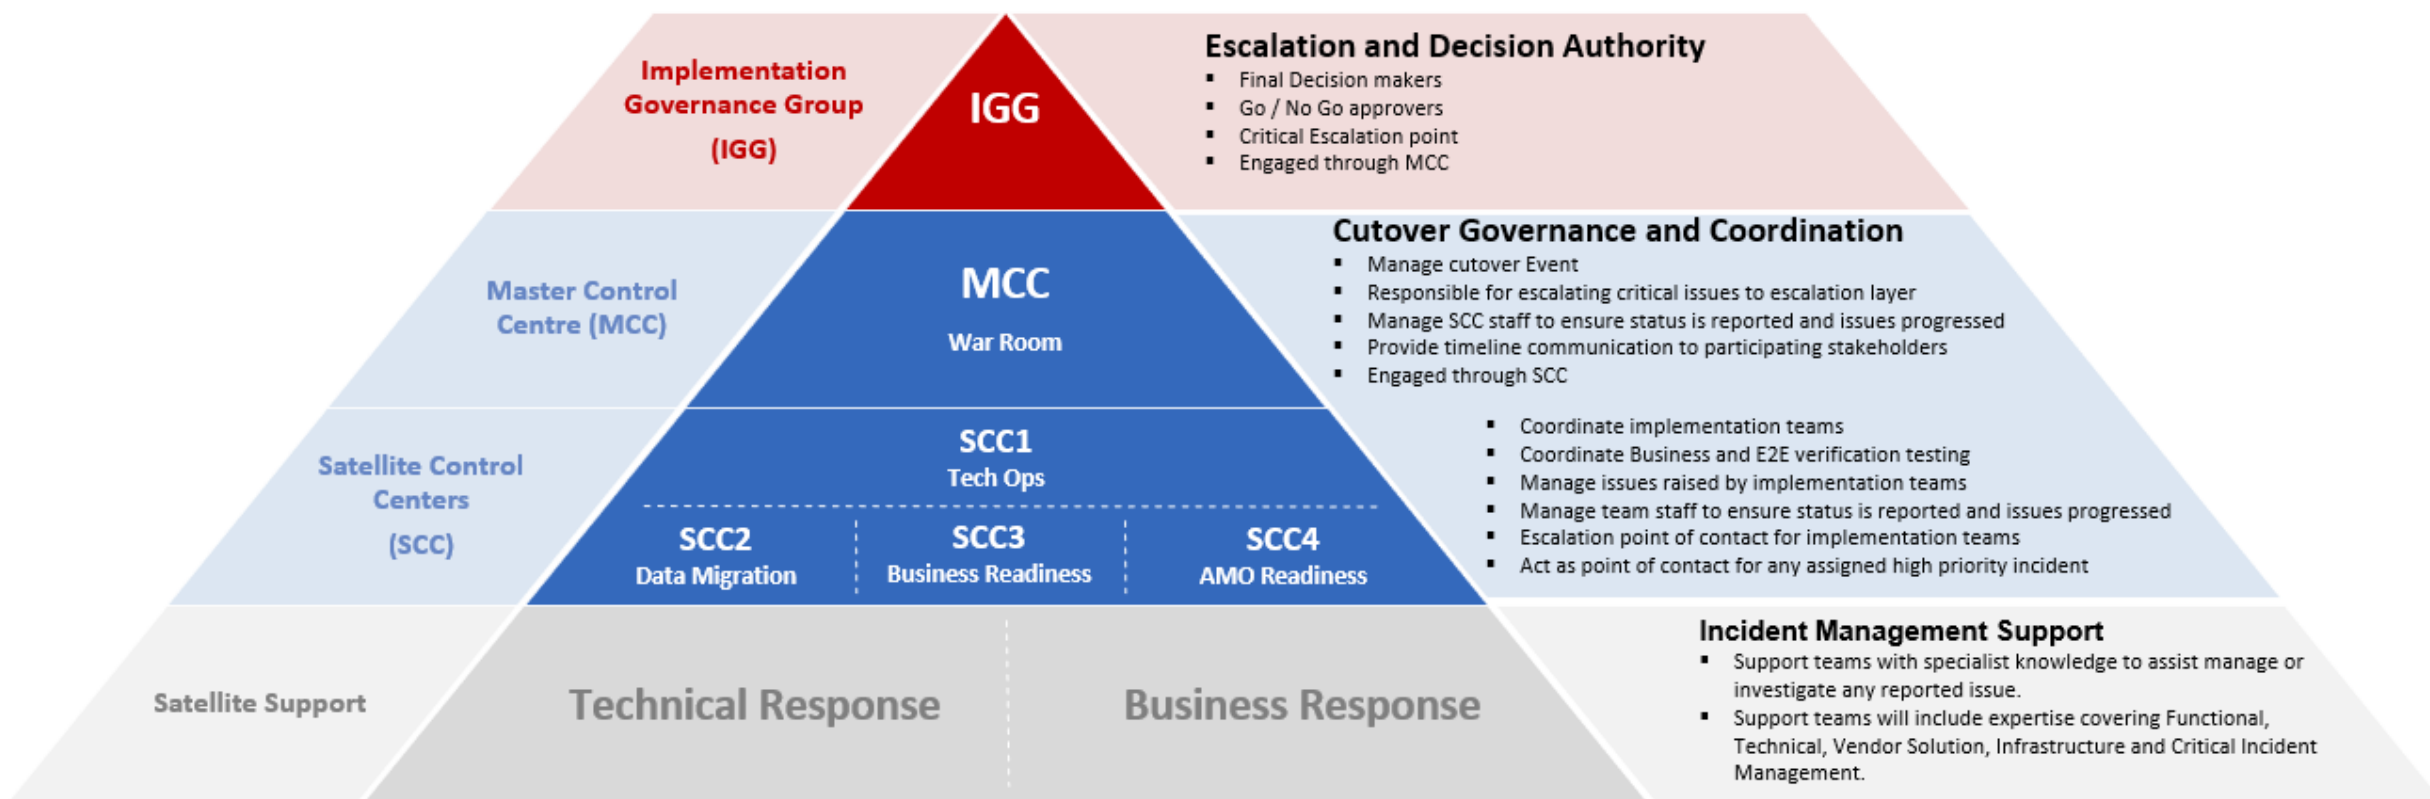 Implementation
Governance Group
(IGG)
IGG
Escalation and Decision Authority
▪ Final Decision makers
▪ Go / No Go approvers
▪ Critical Escalation point
▪ Engaged through MCC
Master Control
Centre (MCC)
MCC
War Room
Cutover Governance and Coordination
▪ Manage cutover Event
▪ Responsible for escalating critical issues to escalation layer
▪ Manage SCC staff to ensure status is reported and issues progressed
▪ Provide timeline communication to participating stakeholders
▪ Engaged through SCC
Satellite Control
Centers
(SCC)
SCC1
Tech Ops
SCC2
Data Migration
SCC3
Business Readiness
SCC4
AMO Readiness
▪ Coordinate implementation teams
▪ Coordinate Business and E2E verification testing
▪ Manage issues raised by implementation teams
▪ Manage team staff to ensure status is reported and issues progressed
▪ Escalation point of contact for implementation teams
▪ Act as point of contact for any assigned high priority incident
Satellite Support
Technical Response
Business Response
Incident Management Support
▪ Support teams with specialist knowledge to assist manage or
investigate any reported issue.
▪ Support teams will include expertise covering Functional,
Technical, Vendor Solution, Infrastructure and Critical Incident
Management.